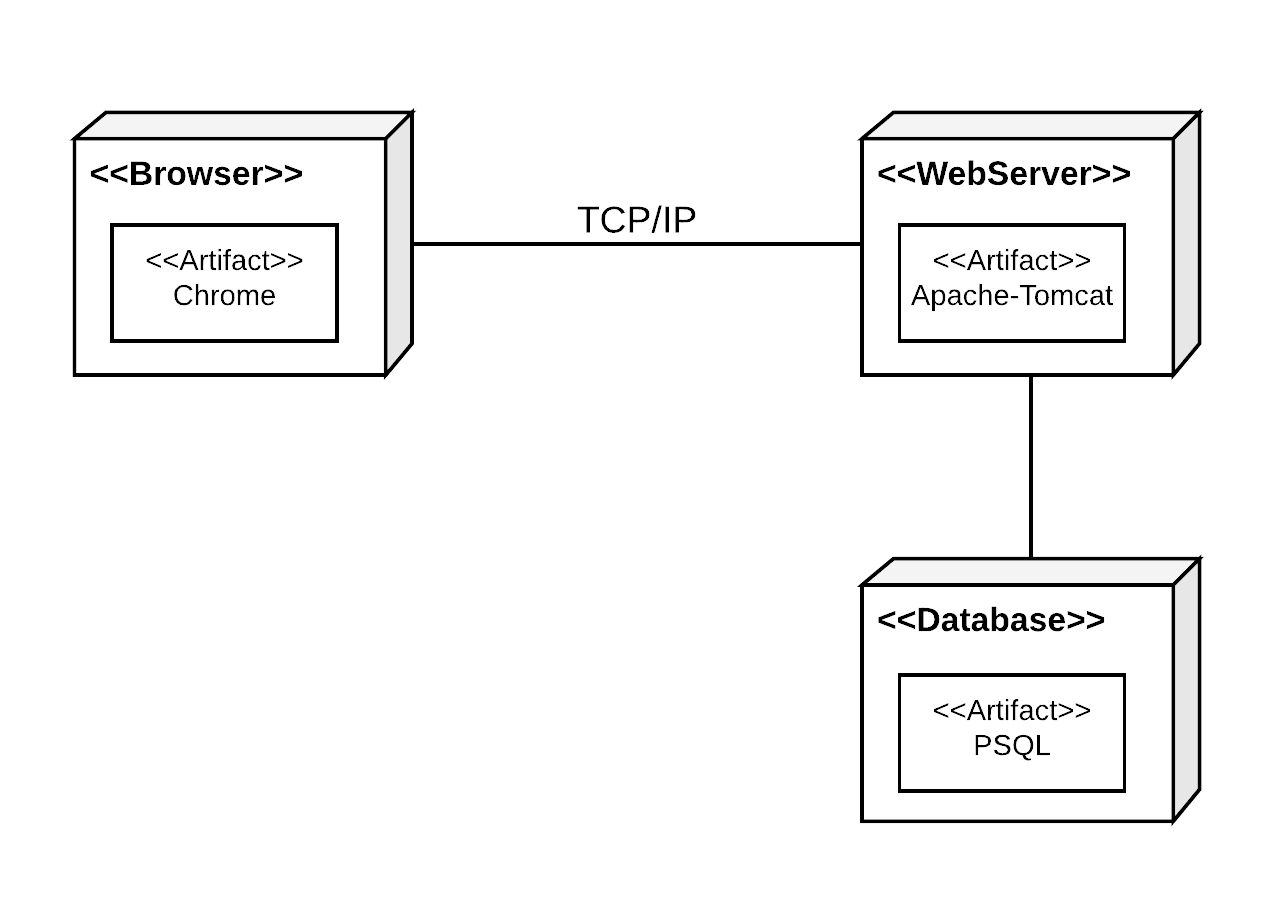 <<Browser>>
<<Artifact>>
Chrome
TCP/IP
<<WebServer>>
<<Artifact>>
Apache-Tomcat
<<Database>>
<<Artifact>>
PSQL